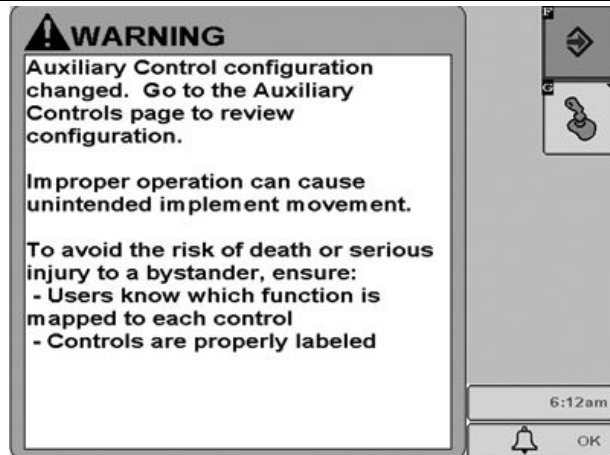 WARNING
Auxiliary Control configuration
changed.  Go to the Auxiliary
Controls page to review
configuration.
Improper operation can cause
unintended implement movement.
To avoid the risk of death or serious
injury to a bystander, ensure:
- Users know which function is
mapped to each control
- Controls are properly labeled
F
G
6:12am
OK